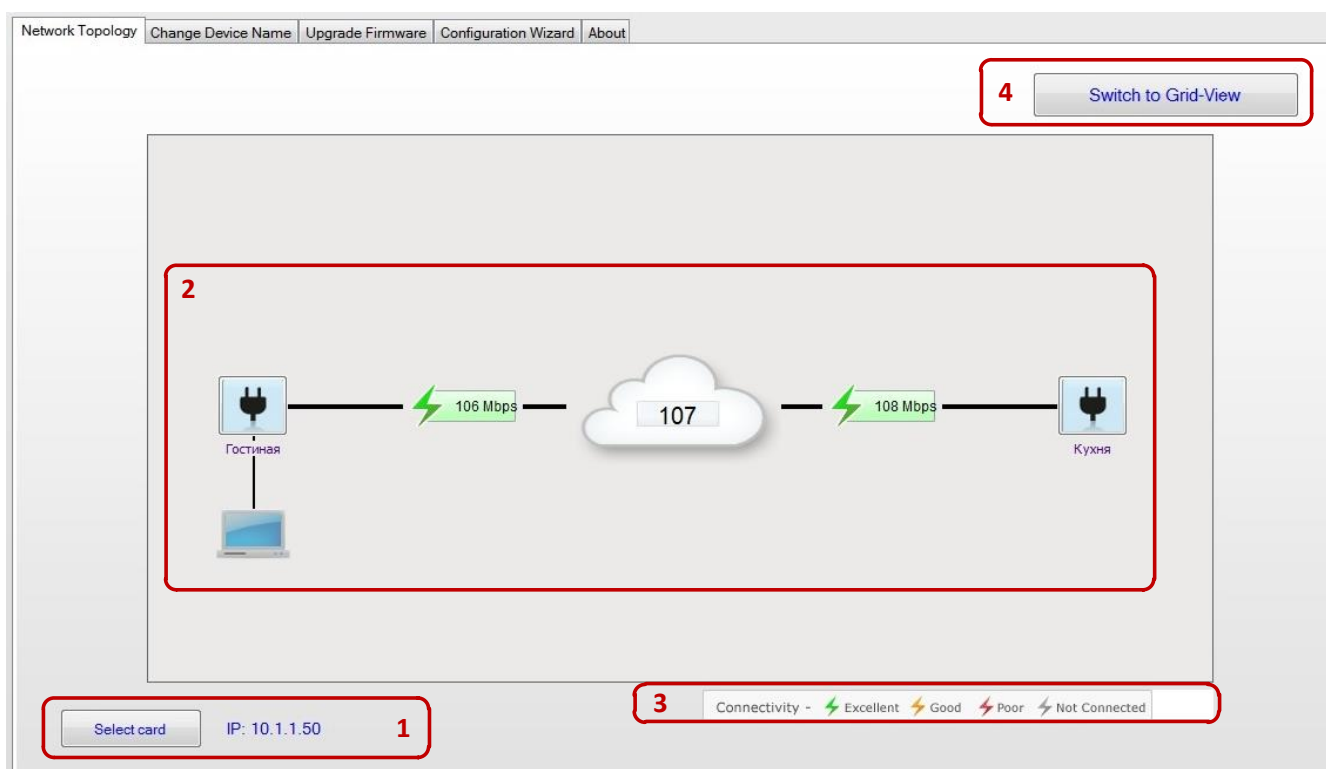 Network Topology Change Device Name Upgrade Firmware Configuration Wizard About
4 Switch to Grid-View
2
106 Mbps 107 108 Mbps
Гостиная Кухня
3 Connectivity - Excellent Good Poor Not Connected
Select card IP: 10.1.1.50 1